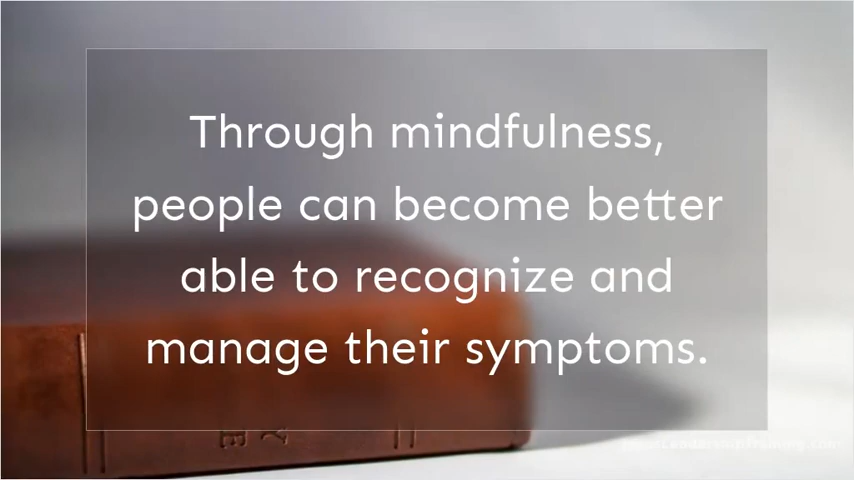 Through mindfulness,
people can become better
able to recognize and
manage their symptoms.